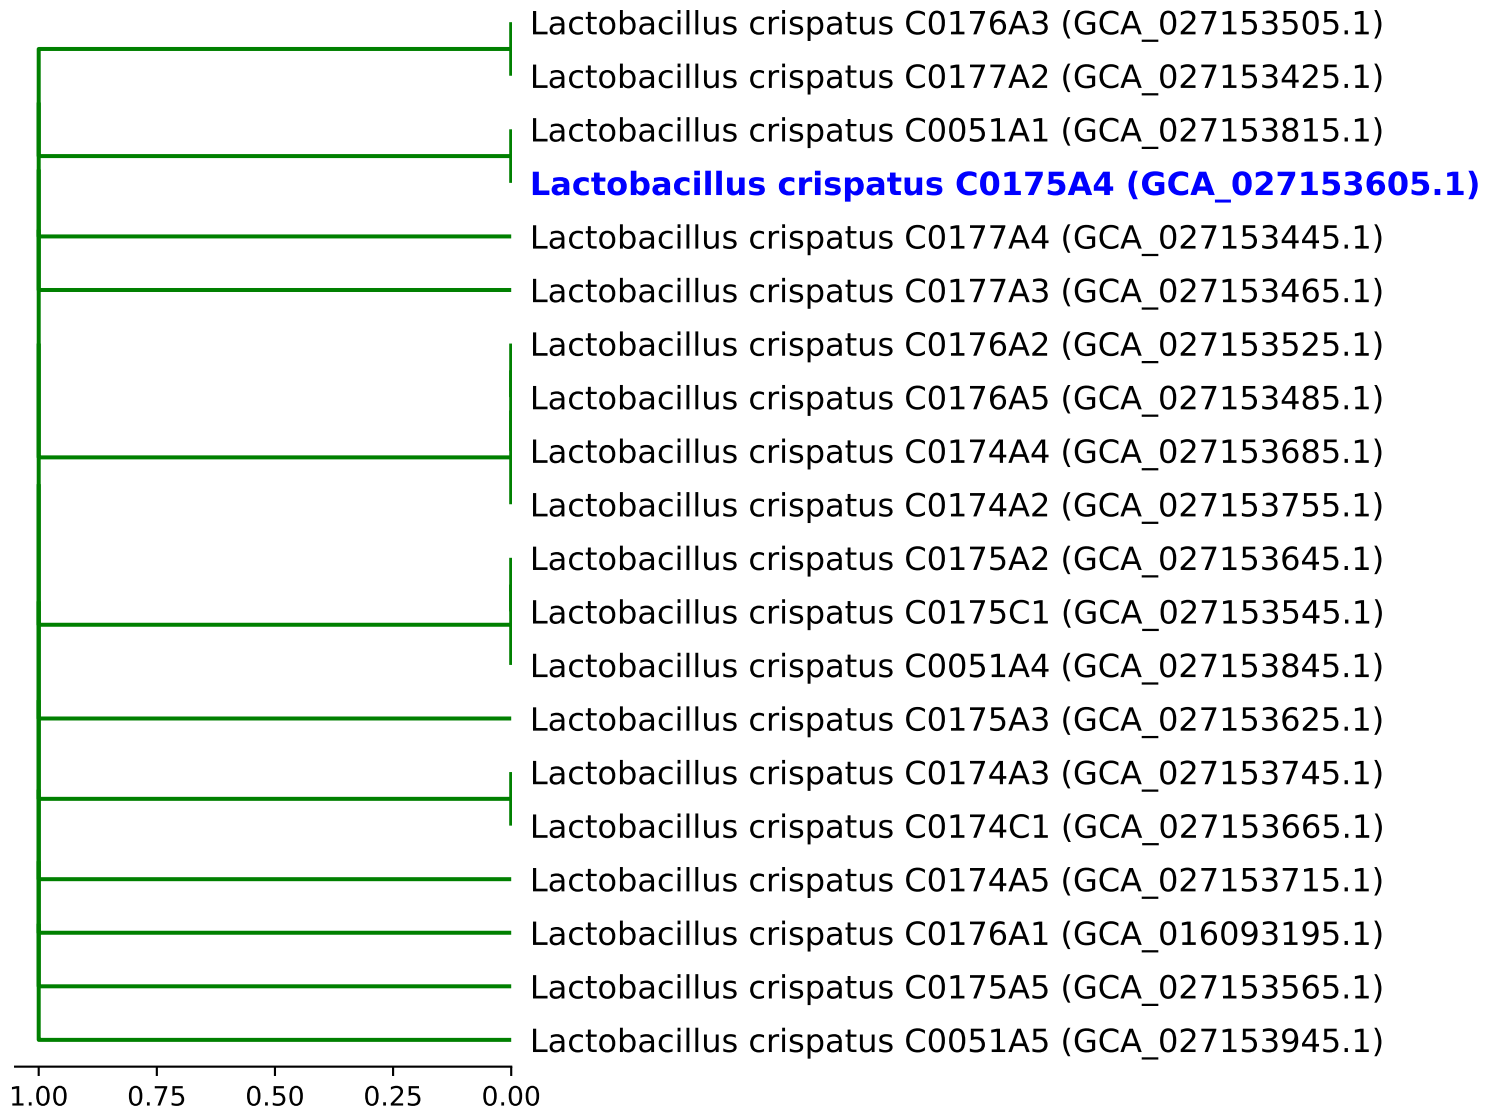 Lactobacillus crispatus C0176A3 (GCA_027153505.1)
Lactobacillus crispatus C0177A2 (GCA_027153425.1)
Lactobacillus crispatus C0051A1 (GCA_027153815.1)
Lactobacillus crispatus C0175A4 (GCA_027153605.1)
Lactobacillus crispatus C0177A4 (GCA_027153445.1)
Lactobacillus crispatus C0177A3 (GCA_027153465.1)
Lactobacillus crispatus C0176A2 (GCA_027153525.1)
Lactobacillus crispatus C0176A5 (GCA_027153485.1)
Lactobacillus crispatus C0174A4 (GCA_027153685.1)
Lactobacillus crispatus C0174A2 (GCA_027153755.1)
Lactobacillus crispatus C0175A2 (GCA_027153645.1)
Lactobacillus crispatus C0175C1 (GCA_027153545.1)
Lactobacillus crispatus C0051A4 (GCA_027153845.1)
Lactobacillus crispatus C0175A3 (GCA_027153625.1)
Lactobacillus crispatus C0174A3 (GCA_027153745.1)
Lactobacillus crispatus C0174C1 (GCA_027153665.1)
Lactobacillus crispatus C0174A5 (GCA_027153715.1)
Lactobacillus crispatus C0176A1 (GCA_016093195.1)
Lactobacillus crispatus C0175A5 (GCA_027153565.1)
Lactobacillus crispatus C0051A5 (GCA_027153945.1)
1.00 0.75 0.50 0.25 0.00